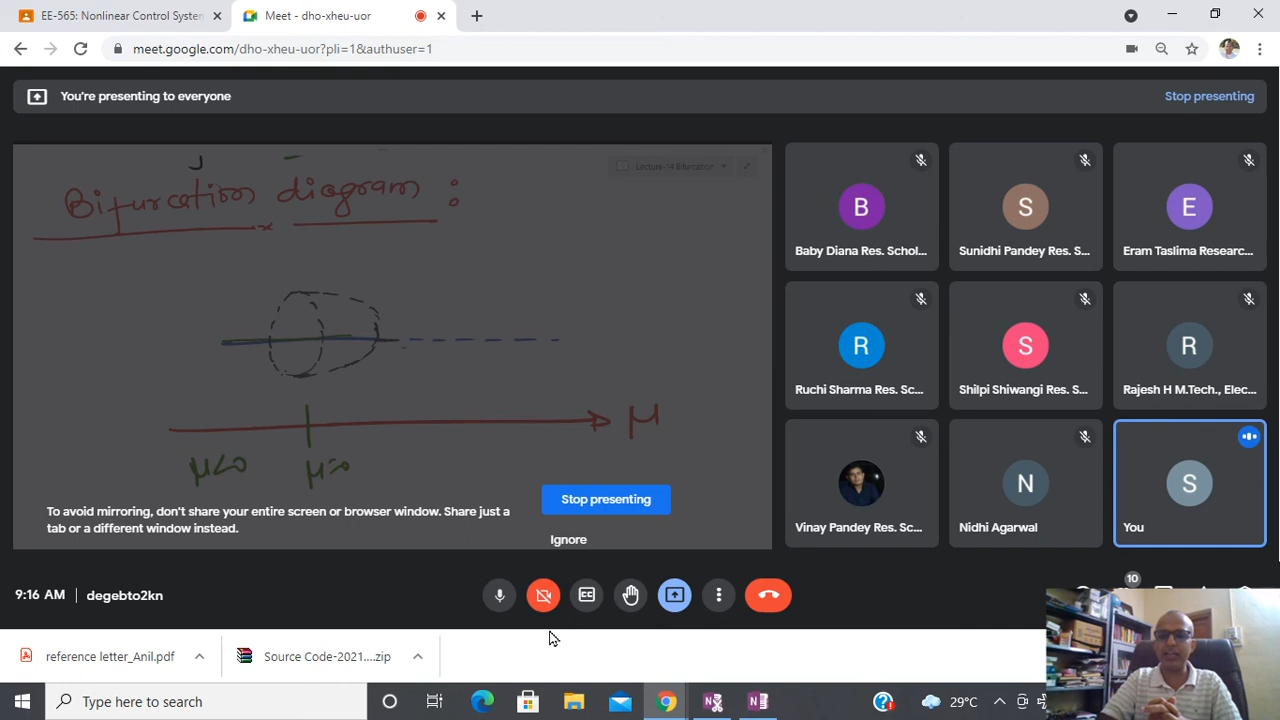 EE-565: Nonlinear Control System
Meet - dho-xheu-uor
meet.google.com/dho-xheu-uor?pli=1&authuser=1
You're presenting to everyone
Stop presenting
Lecture-14 Bifurcation
Bifurcation diagram :
μ
μ<0
μ=0
To avoid mirroring, don't share your entire screen or browser window. Share just a
tab or a different window instead.
Stop presenting
Ignore
B
Baby Diana Res. Schol...
S
Sunidhi Pandey Res. S...
E
Eram Taslima Researc...
R
Ruchi Sharma Res. Sc...
S
Shilpi Shiwangi Res. S...
R
Rajesh H M.Tech., Elec...
Vinay Pandey Res. Sc...
N
Nidhi Agarwal
S
You
9:16 AM | degebto2kn
10
reference letter_Anil.pdf
Source Code-2021....zip
Type here to search
29°C